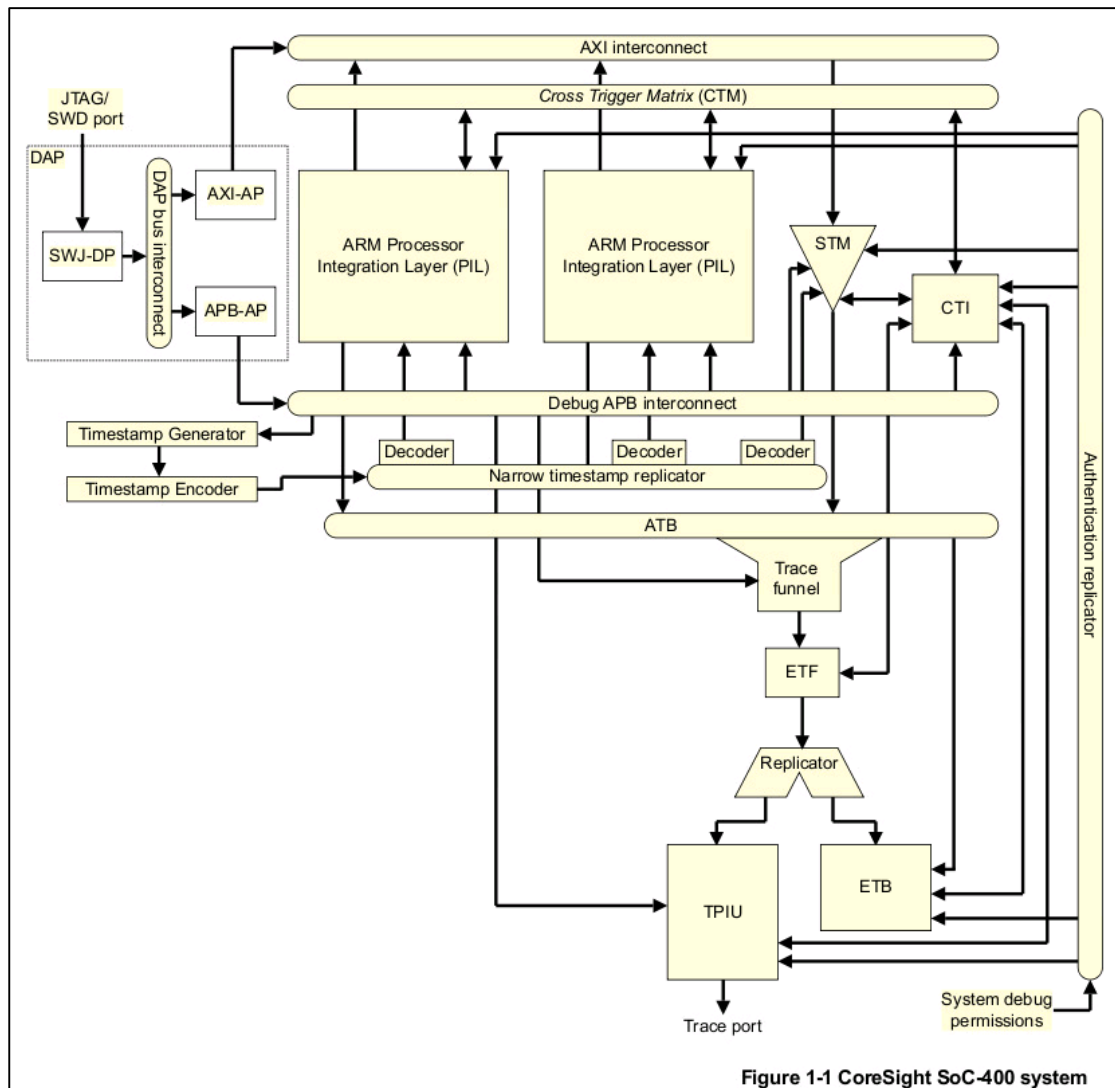 AXI interconnect
Cross Trigger Matrix (CTM)
JTAG/
SWD port
DAP
DAP bus interconnect
AXI-AP
SWJ-DP
APB-AP
ARM Processor
Integration Layer (PIL)
ARM Processor
Integration Layer (PIL)
STM
CTI
Debug APB interconnect
Timestamp Generator
Timestamp Encoder
Decoder
Decoder
Decoder
Narrow timestamp replicator
ATB
Authentication replicator
Trace
funnel
ETF
Replicator
TPIU
ETB
Trace port
System debug
permissions
Figure 1-1 CoreSight SoC-400 system